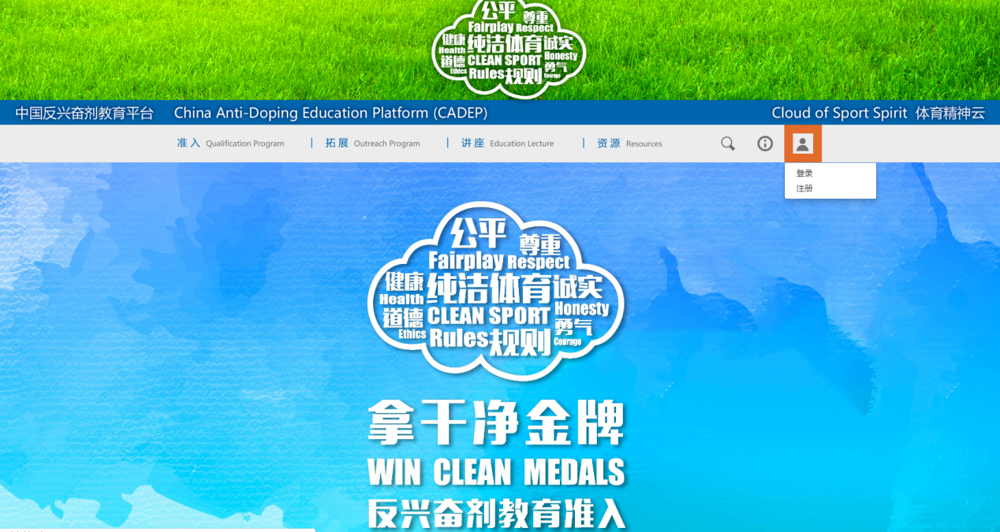 公平 尊重
Fairplay Respect
健康 纯洁体育 诚实
Health CLEAN SPORT Honesty
道德 勇气
Ethics Rules 规则 Courage
中国反兴奋剂教育平台 China Anti-Doping Education Platform (CADEP) Cloud of Sport Spirit 体育精神云
准入 Qualification Program | 拓展 Outreach Program | 讲座 Education Lecture | 资源 Resources
登录
注册
公平 尊重
Fairplay Respect
健康 纯洁体育 诚实
Health CLEAN SPORT Honesty
道德 勇气
Ethics Rules 规则 Courage
拿干净金牌
WIN CLEAN MEDALS
反兴奋剂教育准入